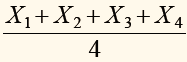 X₁ + X₂ + X₃ + X₄
4